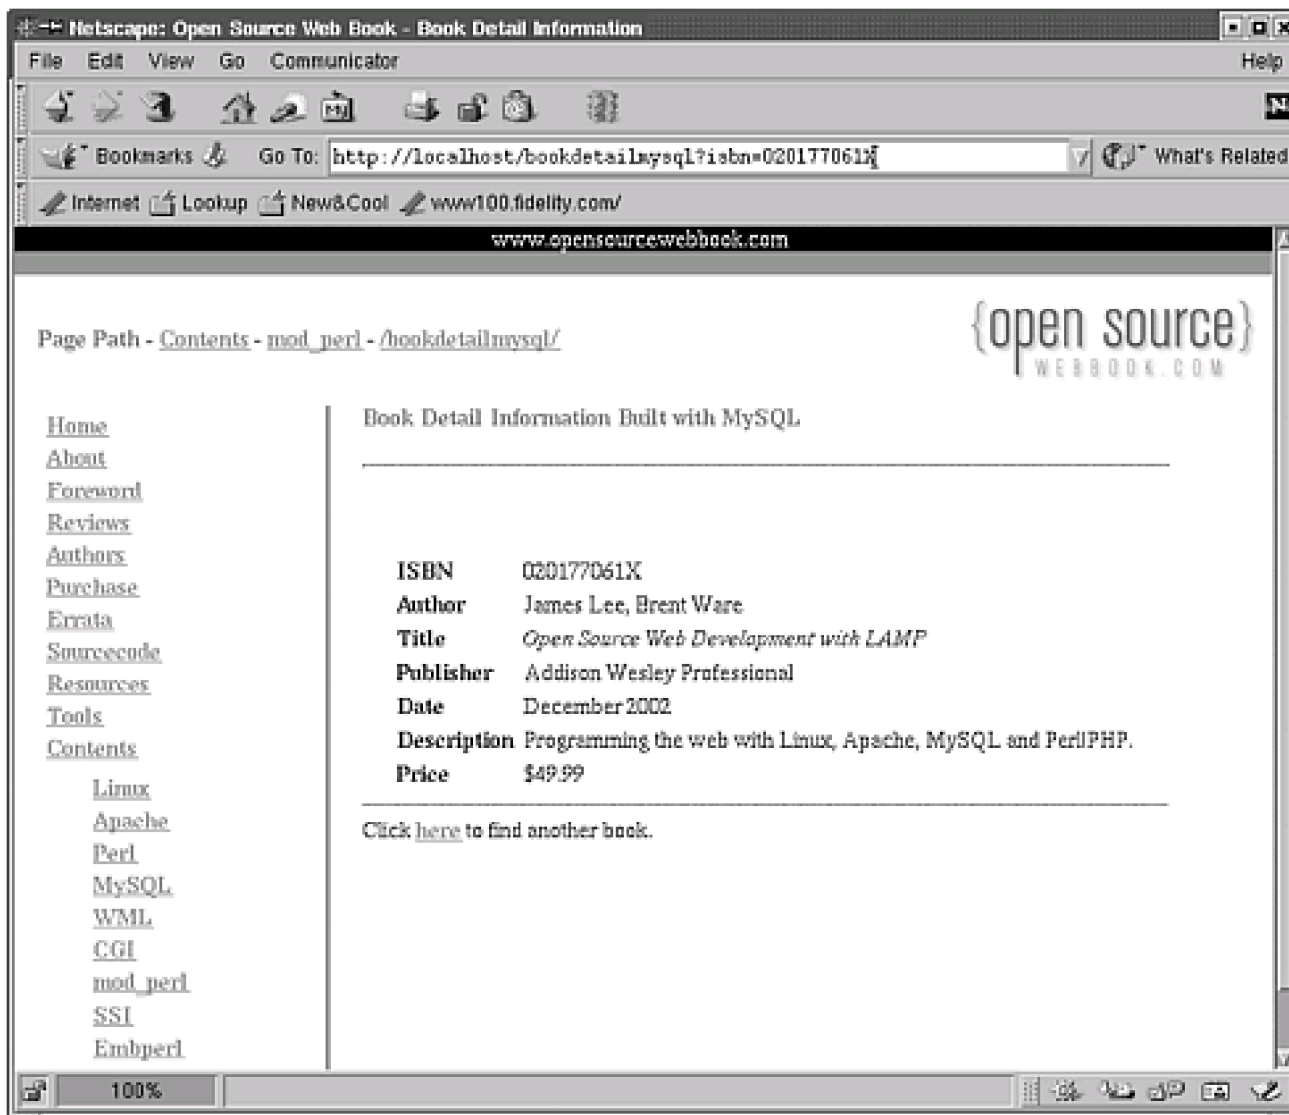 Netscape: Open Source Web Book - Book Detail Information
File Edit View Go Communicator Help
My
N
Bookmarks Go To: http://localhost/bookdetailmysql?isbn=020177061X What's Related
Internet Lookup New&Cool www100.fidelity.com/
www.opensourcewebbook.com
Page Path - Contents - mod_perl - /bookdetailmysql/
{open source}
WEBBOOK.COM
Home
About
Foreword
Reviews
Authors
Purchase
Errata
Sourcecode
Resources
Tools
Contents
Linux
Apache
Perl
MySQL
WML
CGI
mod_perl
SSI
Embperl
Book Detail Information Built with MySQL
ISBN 020177061X
Author James Lee, Brent Ware
Title Open Source Web Development with LAMP
Publisher Addison Wesley Professional
Date December 2002
Description Programming the web with Linux, Apache, MySQL and Perl|PHP.
Price $49.99
Click here to find another book.
100%